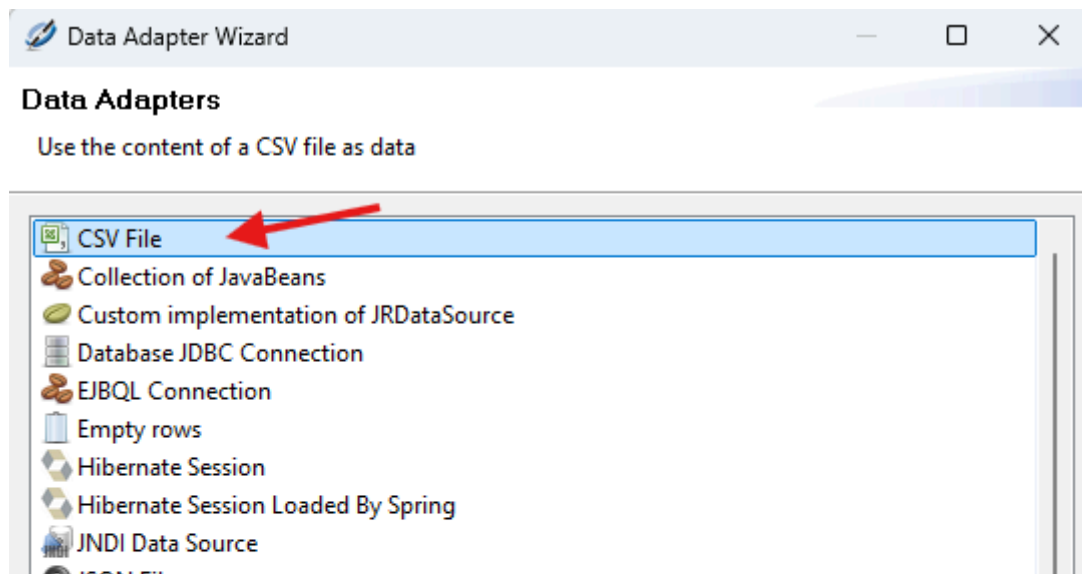 Data Adapter Wizard
Data Adapters
Use the content of a CSV file as data
CSV File
Collection of JavaBeans
Custom implementation of JRDataSource
Database JDBC Connection
EJBQL Connection
Empty rows
Hibernate Session
Hibernate Session Loaded By Spring
JNDI Data Source